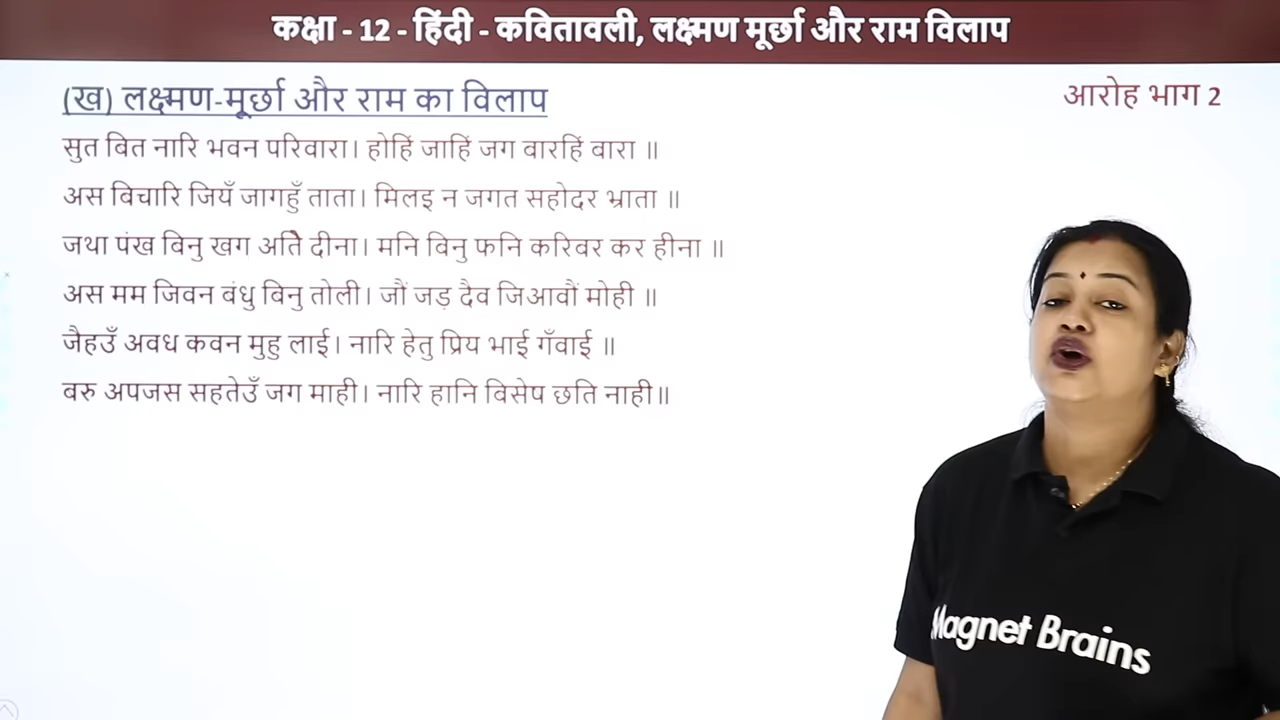 कक्षा - 12 - हिंदी - कवितावली, लक्ष्मण मूर्छा और राम विलाप
(ख) लक्ष्मण-मूर्छा और राम का विलाप
आरोह भाग 2
सुत बित नारि भवन परिवारा। होहिं जाहिं जग बारहिं बारा ॥
अस बिचारि जियँ जागहुँ ताता। मिलइ न जगत सहोदर भ्राता ॥
जथा पंख बिनु खग अति दीना। मनि बिनु फनि करिबर कर हीना ॥
अस मम जिवन बंधु बिनु तोली। जौं जड़ दैव जिआवौं मोही ॥
जैहउँ अवध कवन मुहु लाई। नारि हेतु प्रिय भाई गँवाई ॥
बरु अपजस सहतेउँ जग माही। नारि हानि बिसेष छति नाही॥
Magnet Brains